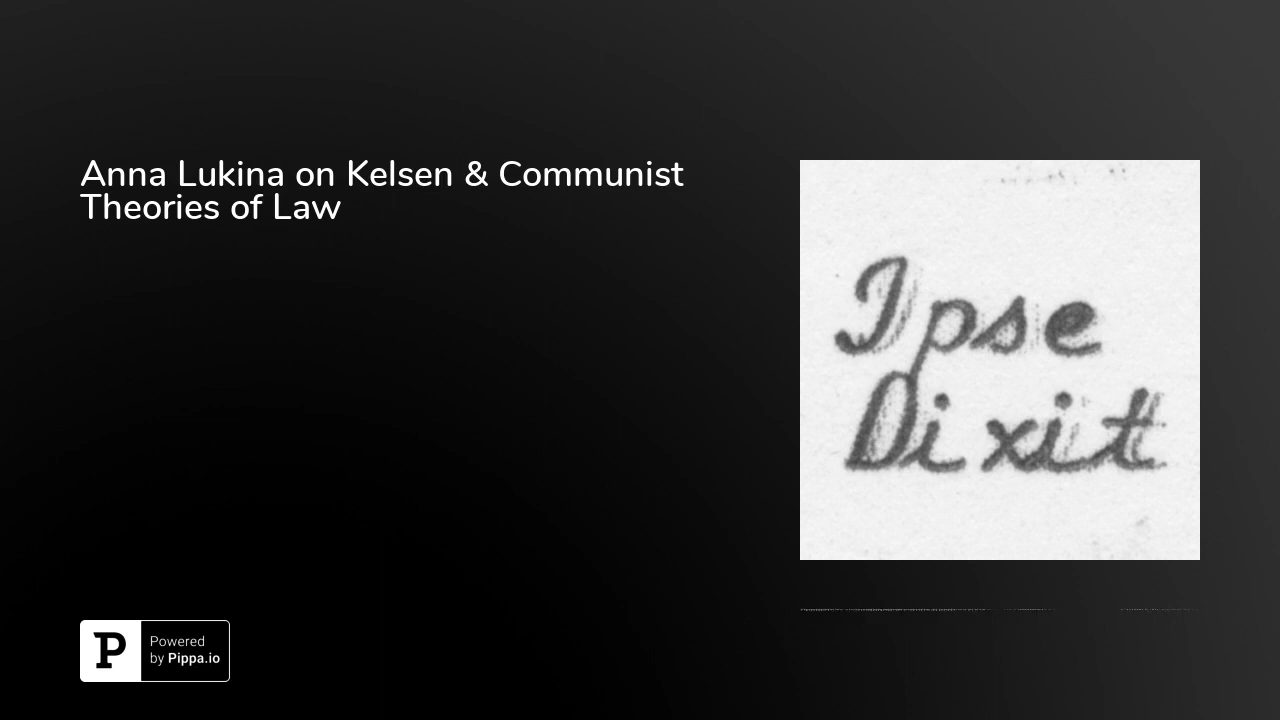 Anna Lukina on Kelsen & Communist
Theories of Law
Ipse
Dixit
P
Powered
by Pippa.io